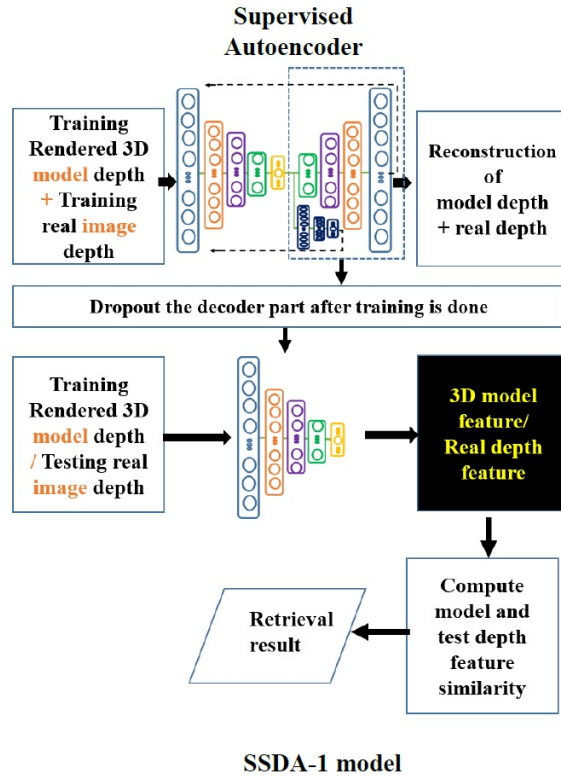 Supervised
Autoencoder
Training
Rendered 3D
model depth
+ Training
real image
depth
Reconstruction
of
model depth
+ real depth
Dropout the decoder part after training is done
Training
Rendered 3D
model depth
/ Testing real
image depth
3D model
feature/
Real depth
feature
Compute
model and
test depth
feature
similarity
Retrieval
result
SSDA-1 model